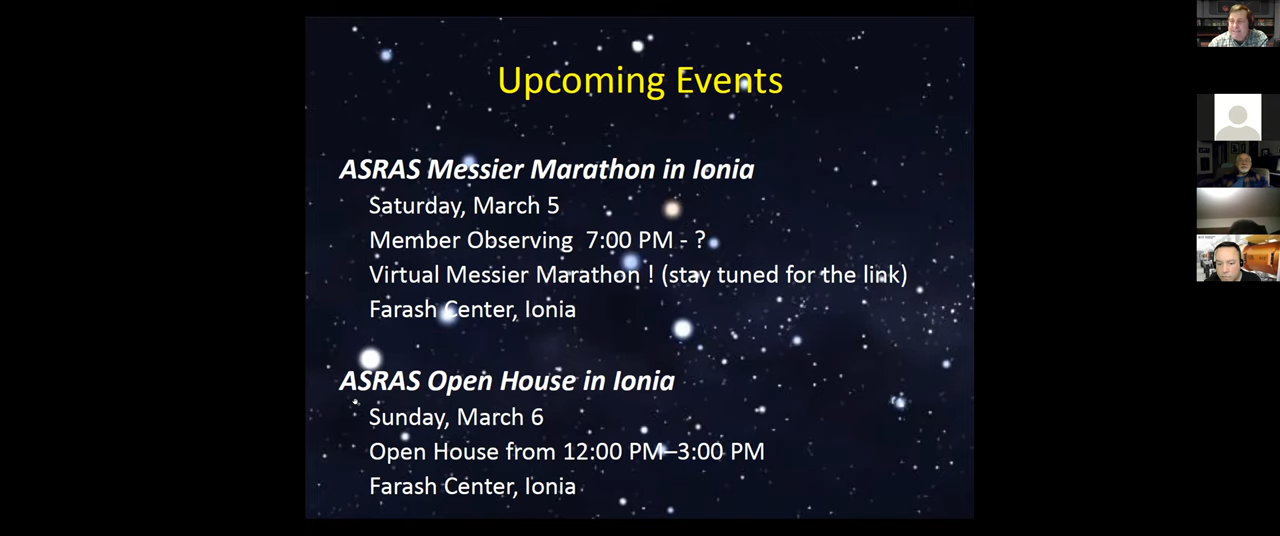 Upcoming Events
ASRAS Messier Marathon in Ionia
Saturday, March 5
Member Observing  7:00 PM - ?
Virtual Messier Marathon ! (stay tuned for the link)
Farash Center, Ionia
ASRAS Open House in Ionia
Sunday, March 6
Open House from 12:00 PM–3:00 PM
Farash Center, Ionia